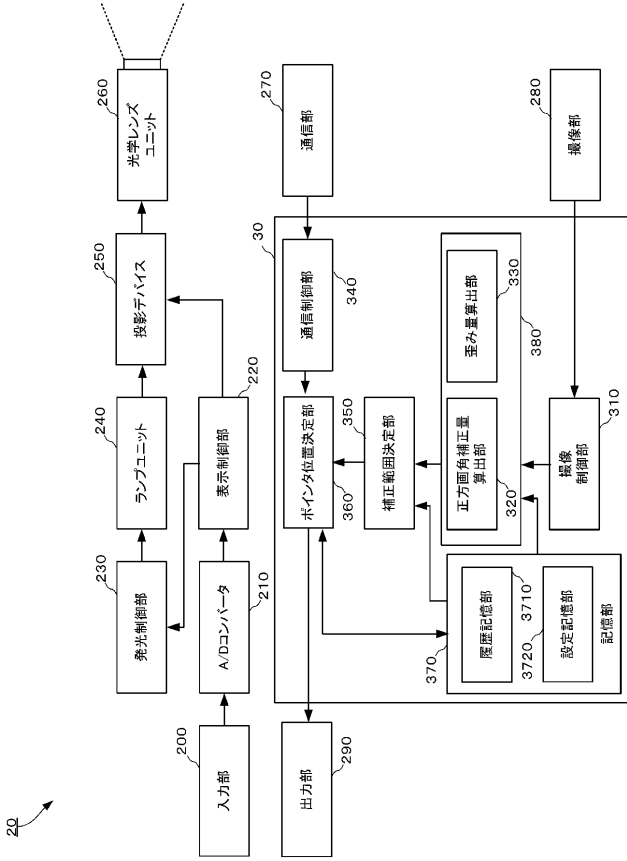 20
入力部
200
A/Dコンバータ
210
表示制御部
220
発光制御部
230
ランプユニット
240
投影デバイス
250
光学レンズ
ユニット
260
出力部
290
30
ポインタ位置決定部
360
通信制御部
340
通信部
270
補正範囲決定部
350
正方画角補正量
算出部
320
歪み量算出部
330
380
撮像
制御部
310
撮像部
280
370
履歴記憶部
3710
設定記憶部
3720
記憶部